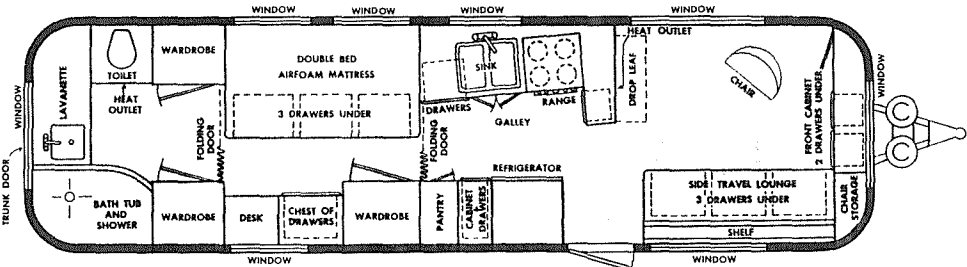 WINDOW
WINDOW
WINDOW
WINDOW
HEAT OUTLET
WARDROBE
DOUBLE BED
AIRFOAM MATTRESS
SINK
DROP LEAF
CHAIR
WINDOW
TOILET
HEAT
OUTLET
LAVANETTE
WINDOW
TRUNK DOOR
3 DRAWERS UNDER
DRAWERS
RANGE
GALLEY
FRONT CABINET
2 DRAWERS UNDER
FOLDING
DOOR
FOLDING
DOOR
REFRIGERATOR
BATH TUB
AND
SHOWER
WARDROBE
DESK
CHEST OF
DRAWERS
WARDROBE
PANTRY
CABINET
DRAWERS
SIDE TRAVEL LOUNGE
3 DRAWERS UNDER
CHAIR
STORAGE
SHELF
WINDOW
WINDOW